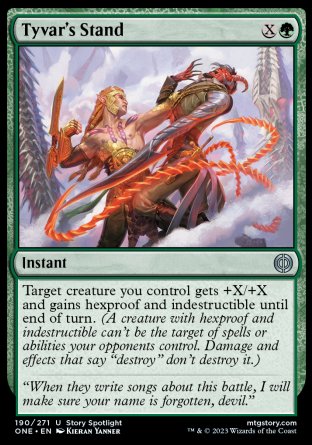 Tyvar's Stand X
Instant
Target creature you control gets +X/+X
and gains hexproof and indestructible until
end of turn. (A creature with hexproof and
indestructible can't be the target of spells or
abilities your opponents control. Damage and
effects that say "destroy" don't destroy it.)
"When they write songs about this battle, I will
make sure your name is forgotten, devil."
190/271 U Story Spotlight mtgstory.com
ONE • EN KIERAN YANNER ™ & © 2023 Wizards of the Coast